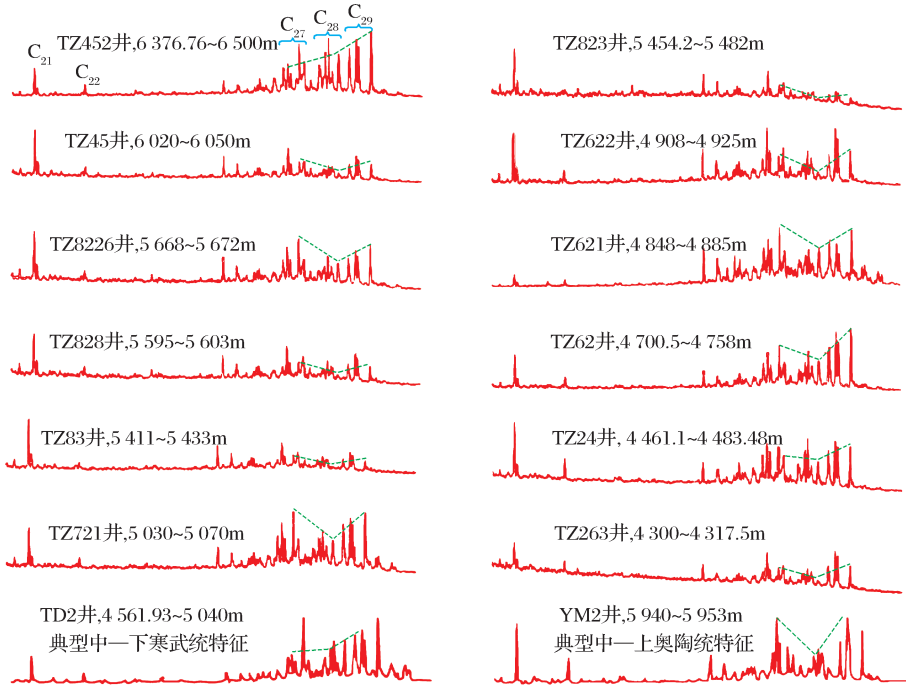 C27 C28 C29
TZ452井,6 376.76~6 500m
C21 C22
TZ823井,5 454.2~5 482m
TZ45井,6 020~6 050m
TZ622井,4 908~4 925m
TZ8226井,5 668~5 672m
TZ621井,4 848~4 885m
TZ828井,5 595~5 603m
TZ62井,4 700.5~4 758m
TZ83井,5 411~5 433m
TZ24井, 4 461.1~4 483.48m
TZ721井,5 030~5 070m
TZ263井,4 300~4 317.5m
TD2井,4 561.93~5 040m
典型中—下寒武统特征
YM2井,5 940~5 953m
典型中—上奥陶统特征